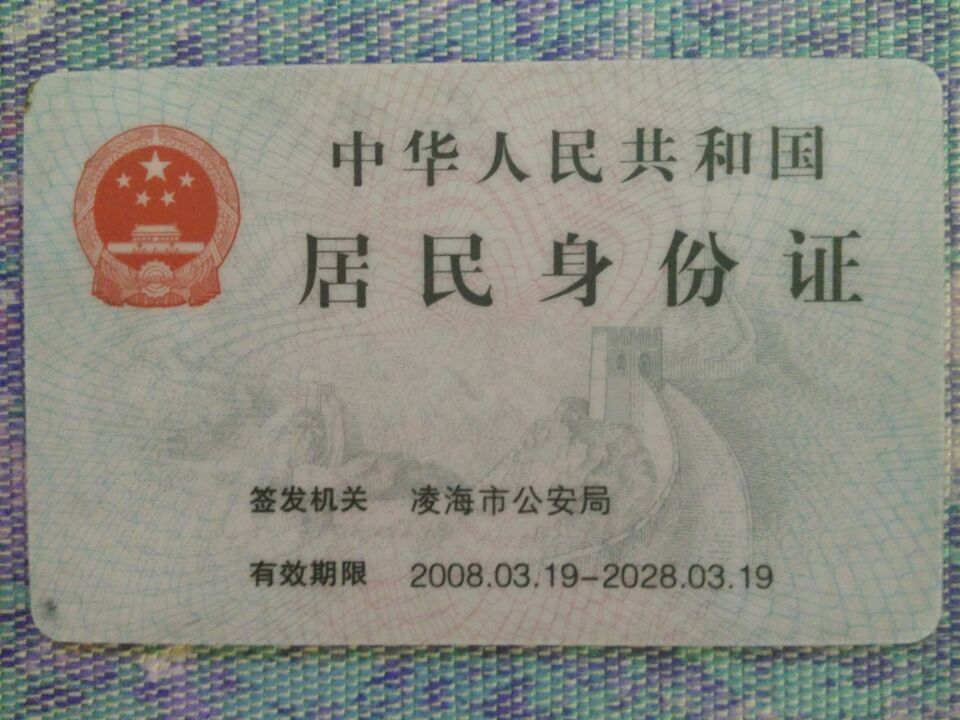 中华人民共和国
居民身份证
签发机关 凌海市公安局
有效期限 2008.03.19-2028.03.19